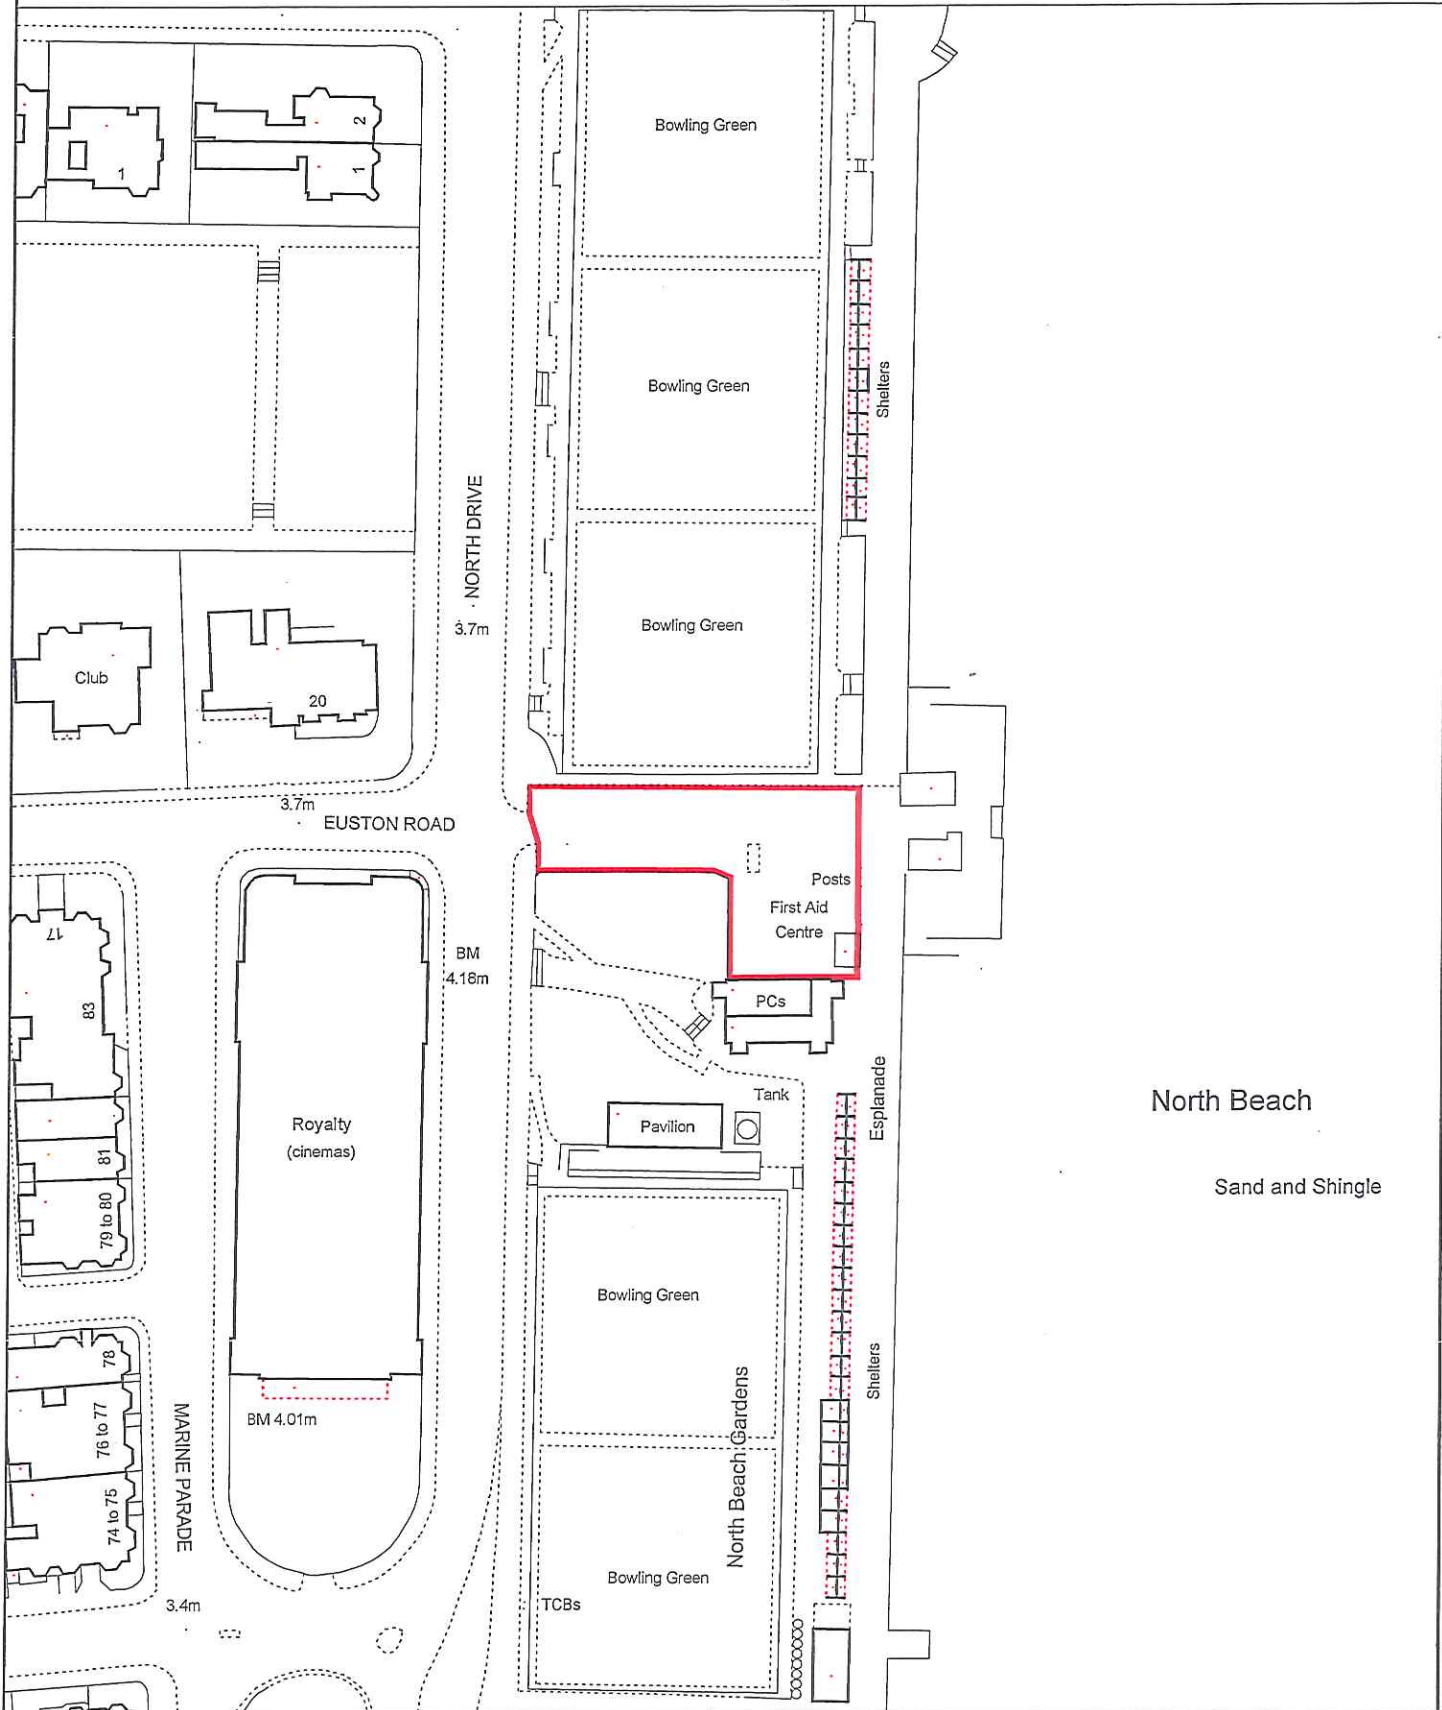 Bowling Green
2
1
1
Bowling Green
Shelters
NORTH DRIVE
3.7m
Bowling Green
Club
20
3.7m
EUSTON ROAD
Posts
First Aid
Centre
17
BM
4.18m
PCs
83
Esplanade
Tank
North Beach
Royalty
(cinemas)
Pavilion
81
Sand and Shingle
79 to 80
Bowling Green
78
Shelters
North Beach Gardens
BM 4.01m
76 to 77
MARINE PARADE
74 to 75
Bowling Green
TCBs
3.4m